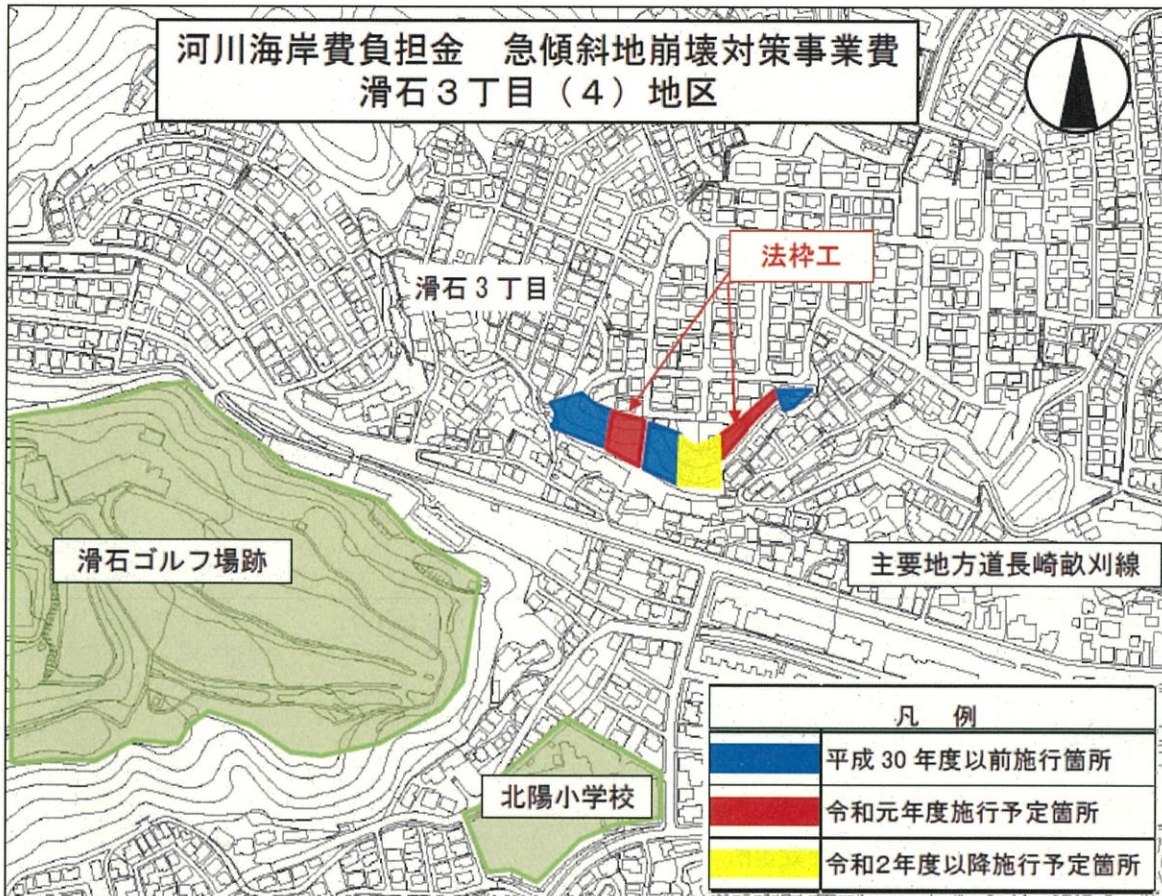 河川海岸費負担金　急傾斜地崩壊対策事業費
滑石３丁目（４）地区
法枠工
滑石３丁目
滑石ゴルフ場跡
主要地方道長崎畝刈線
北陽小学校
凡　例
平成30年度以前施行箇所
令和元年度施行予定箇所
令和2年度以降施行予定箇所